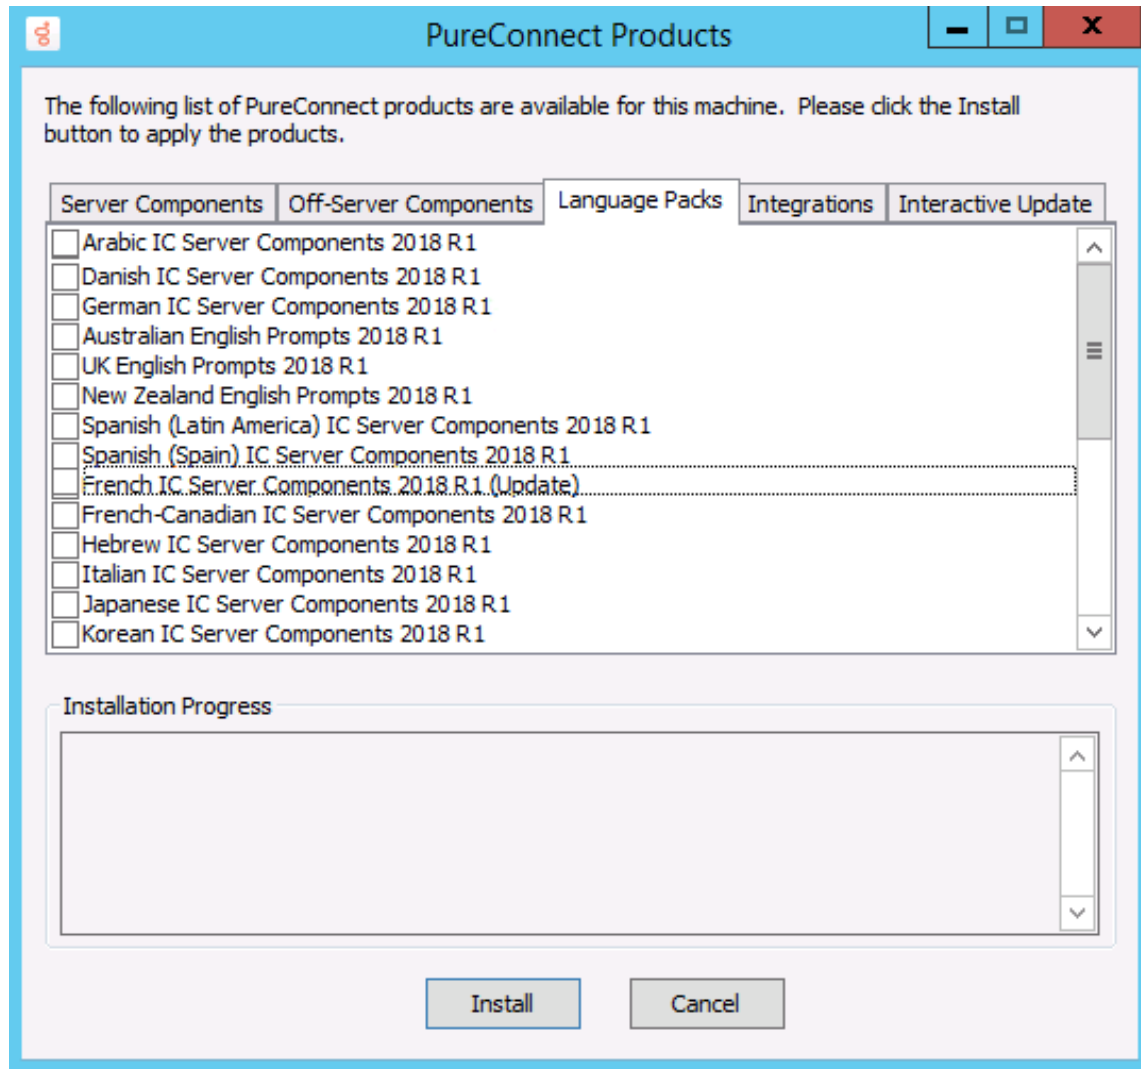 PureConnect Products
The following list of PureConnect products are available for this machine. Please click the Install
button to apply the products.
Server Components
Off-Server Components
Language Packs
Integrations
Interactive Update
Arabic IC Server Components 2018 R1
Danish IC Server Components 2018 R1
German IC Server Components 2018 R1
Australian English Prompts 2018 R1
UK English Prompts 2018 R1
New Zealand English Prompts 2018 R1
Spanish (Latin America) IC Server Components 2018 R1
Spanish (Spain) IC Server Components 2018 R1
French IC Server Components 2018 R1 (Update)
French-Canadian IC Server Components 2018 R1
Hebrew IC Server Components 2018 R1
Italian IC Server Components 2018 R1
Japanese IC Server Components 2018 R1
Korean IC Server Components 2018 R1
Installation Progress
Install
Cancel